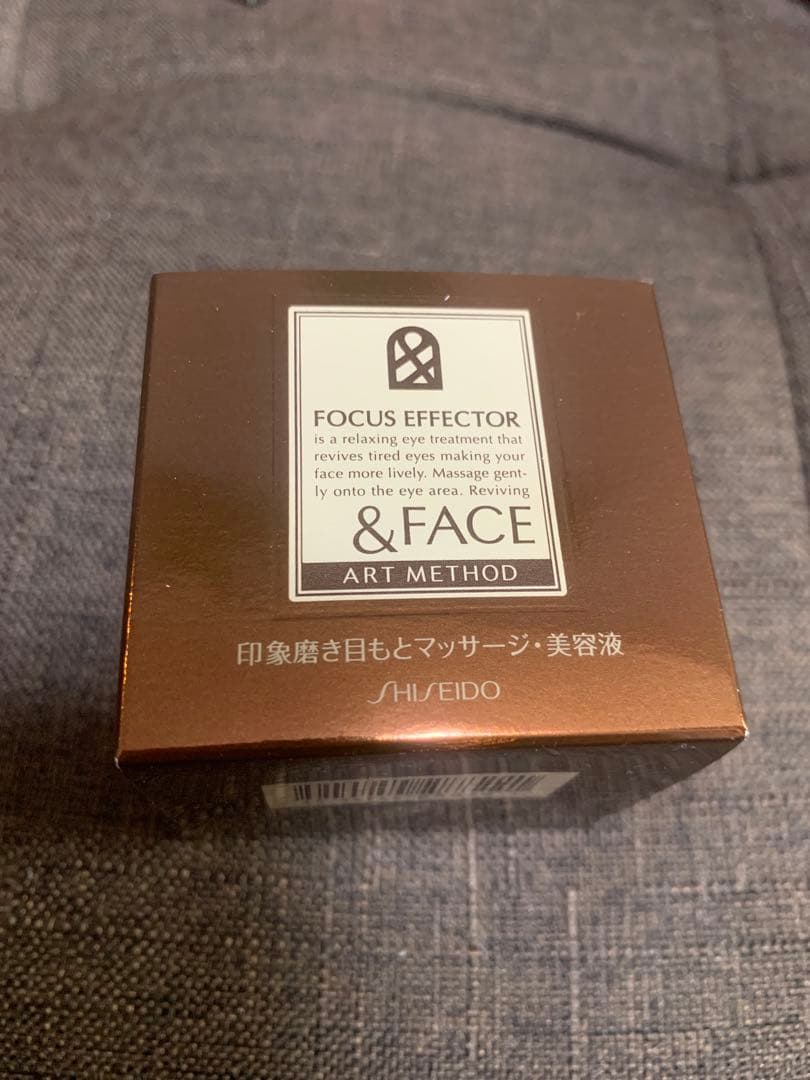 FOCUS EFFECTOR
is a relaxing eye treatment that
revives tired eyes making your
face more lively. Massage gent-
ly onto the eye area. Reviving
&FACE
ART METHOD
印象磨き目もとマッサージ・美容液
SHISEIDO